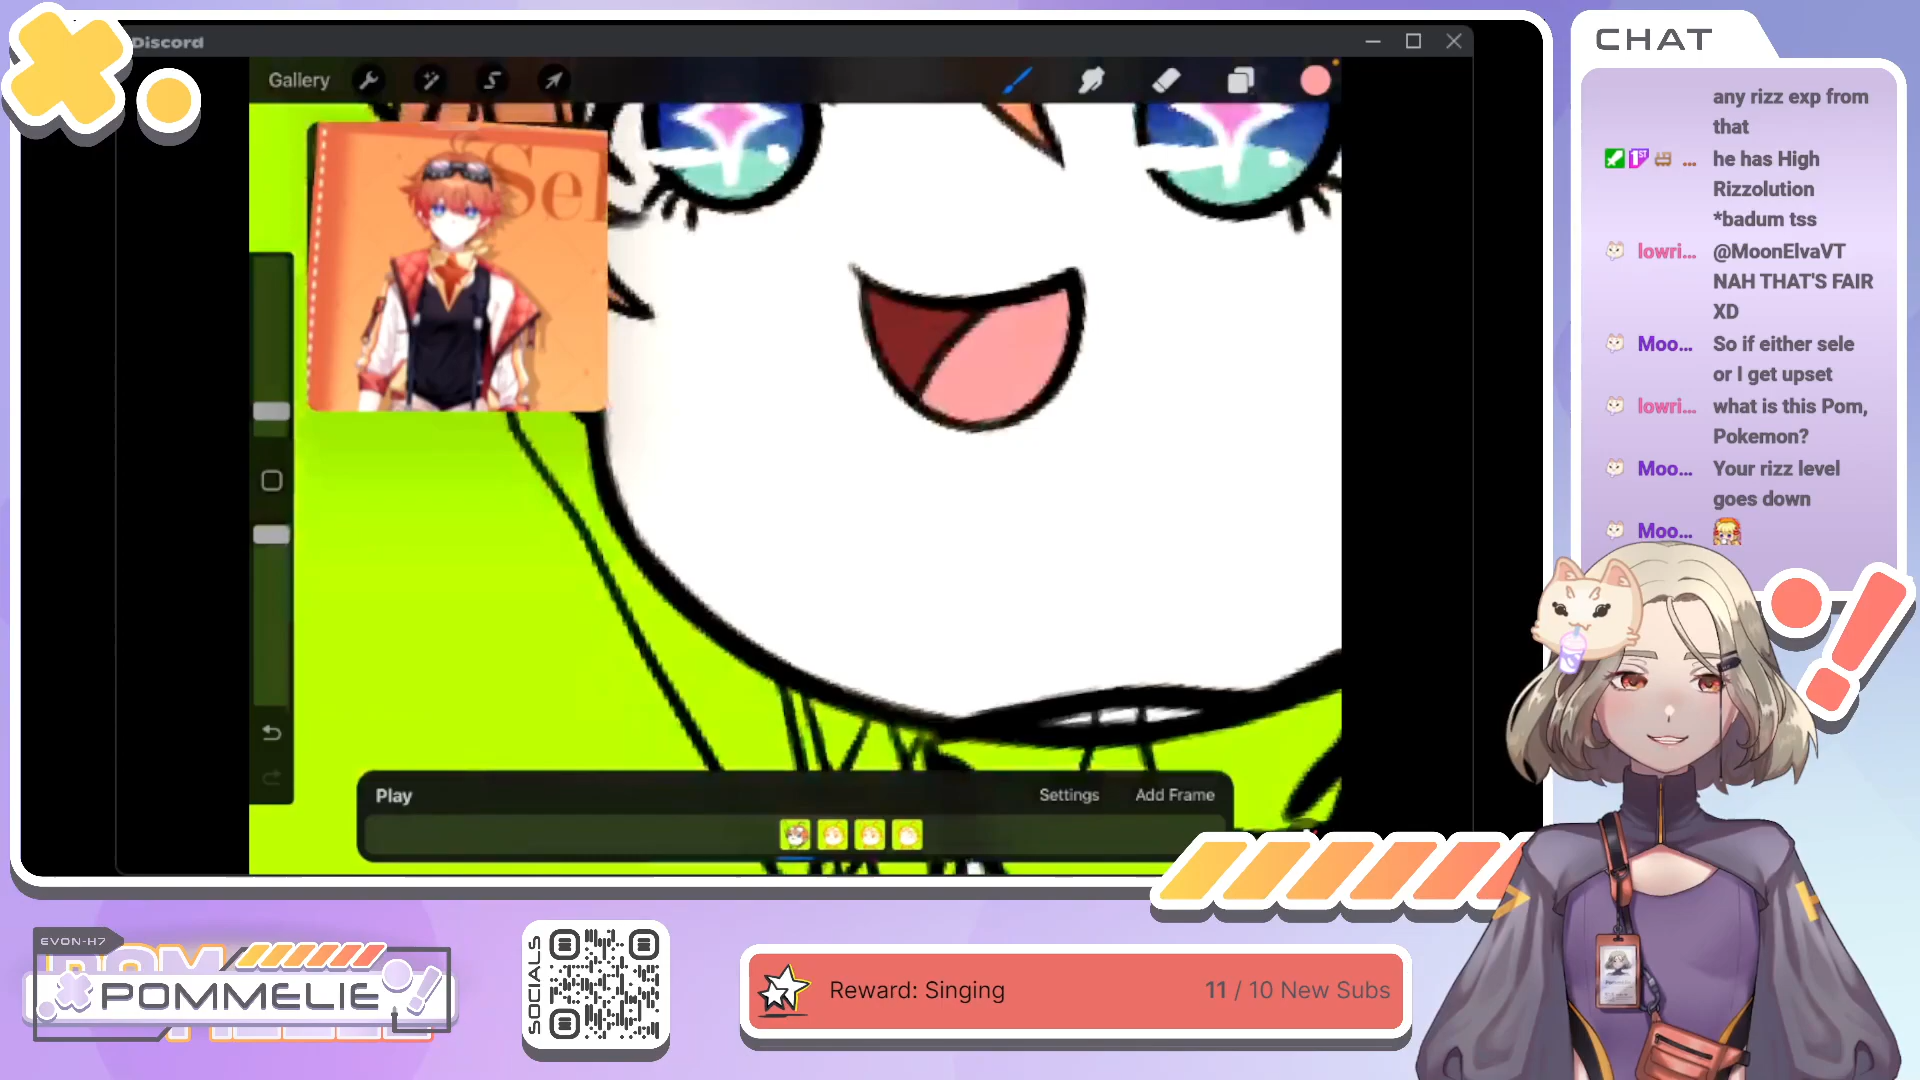 Discord
Gallery
Sel
Play
Settings
Add Frame
CHAT
any rizz exp from
that
1ST ... he has High
Rizzolution
*badum tss
lowri... @MoonElvaVT
NAH THAT'S FAIR
XD
Moo... So if either sele
or I get upset
lowri... what is this Pom,
Pokemon?
Moo... Your rizz level
goes down
Moo...
EVON-H7
POMMELIE
SOCIALS
Reward: Singing
11 / 10 New Subs